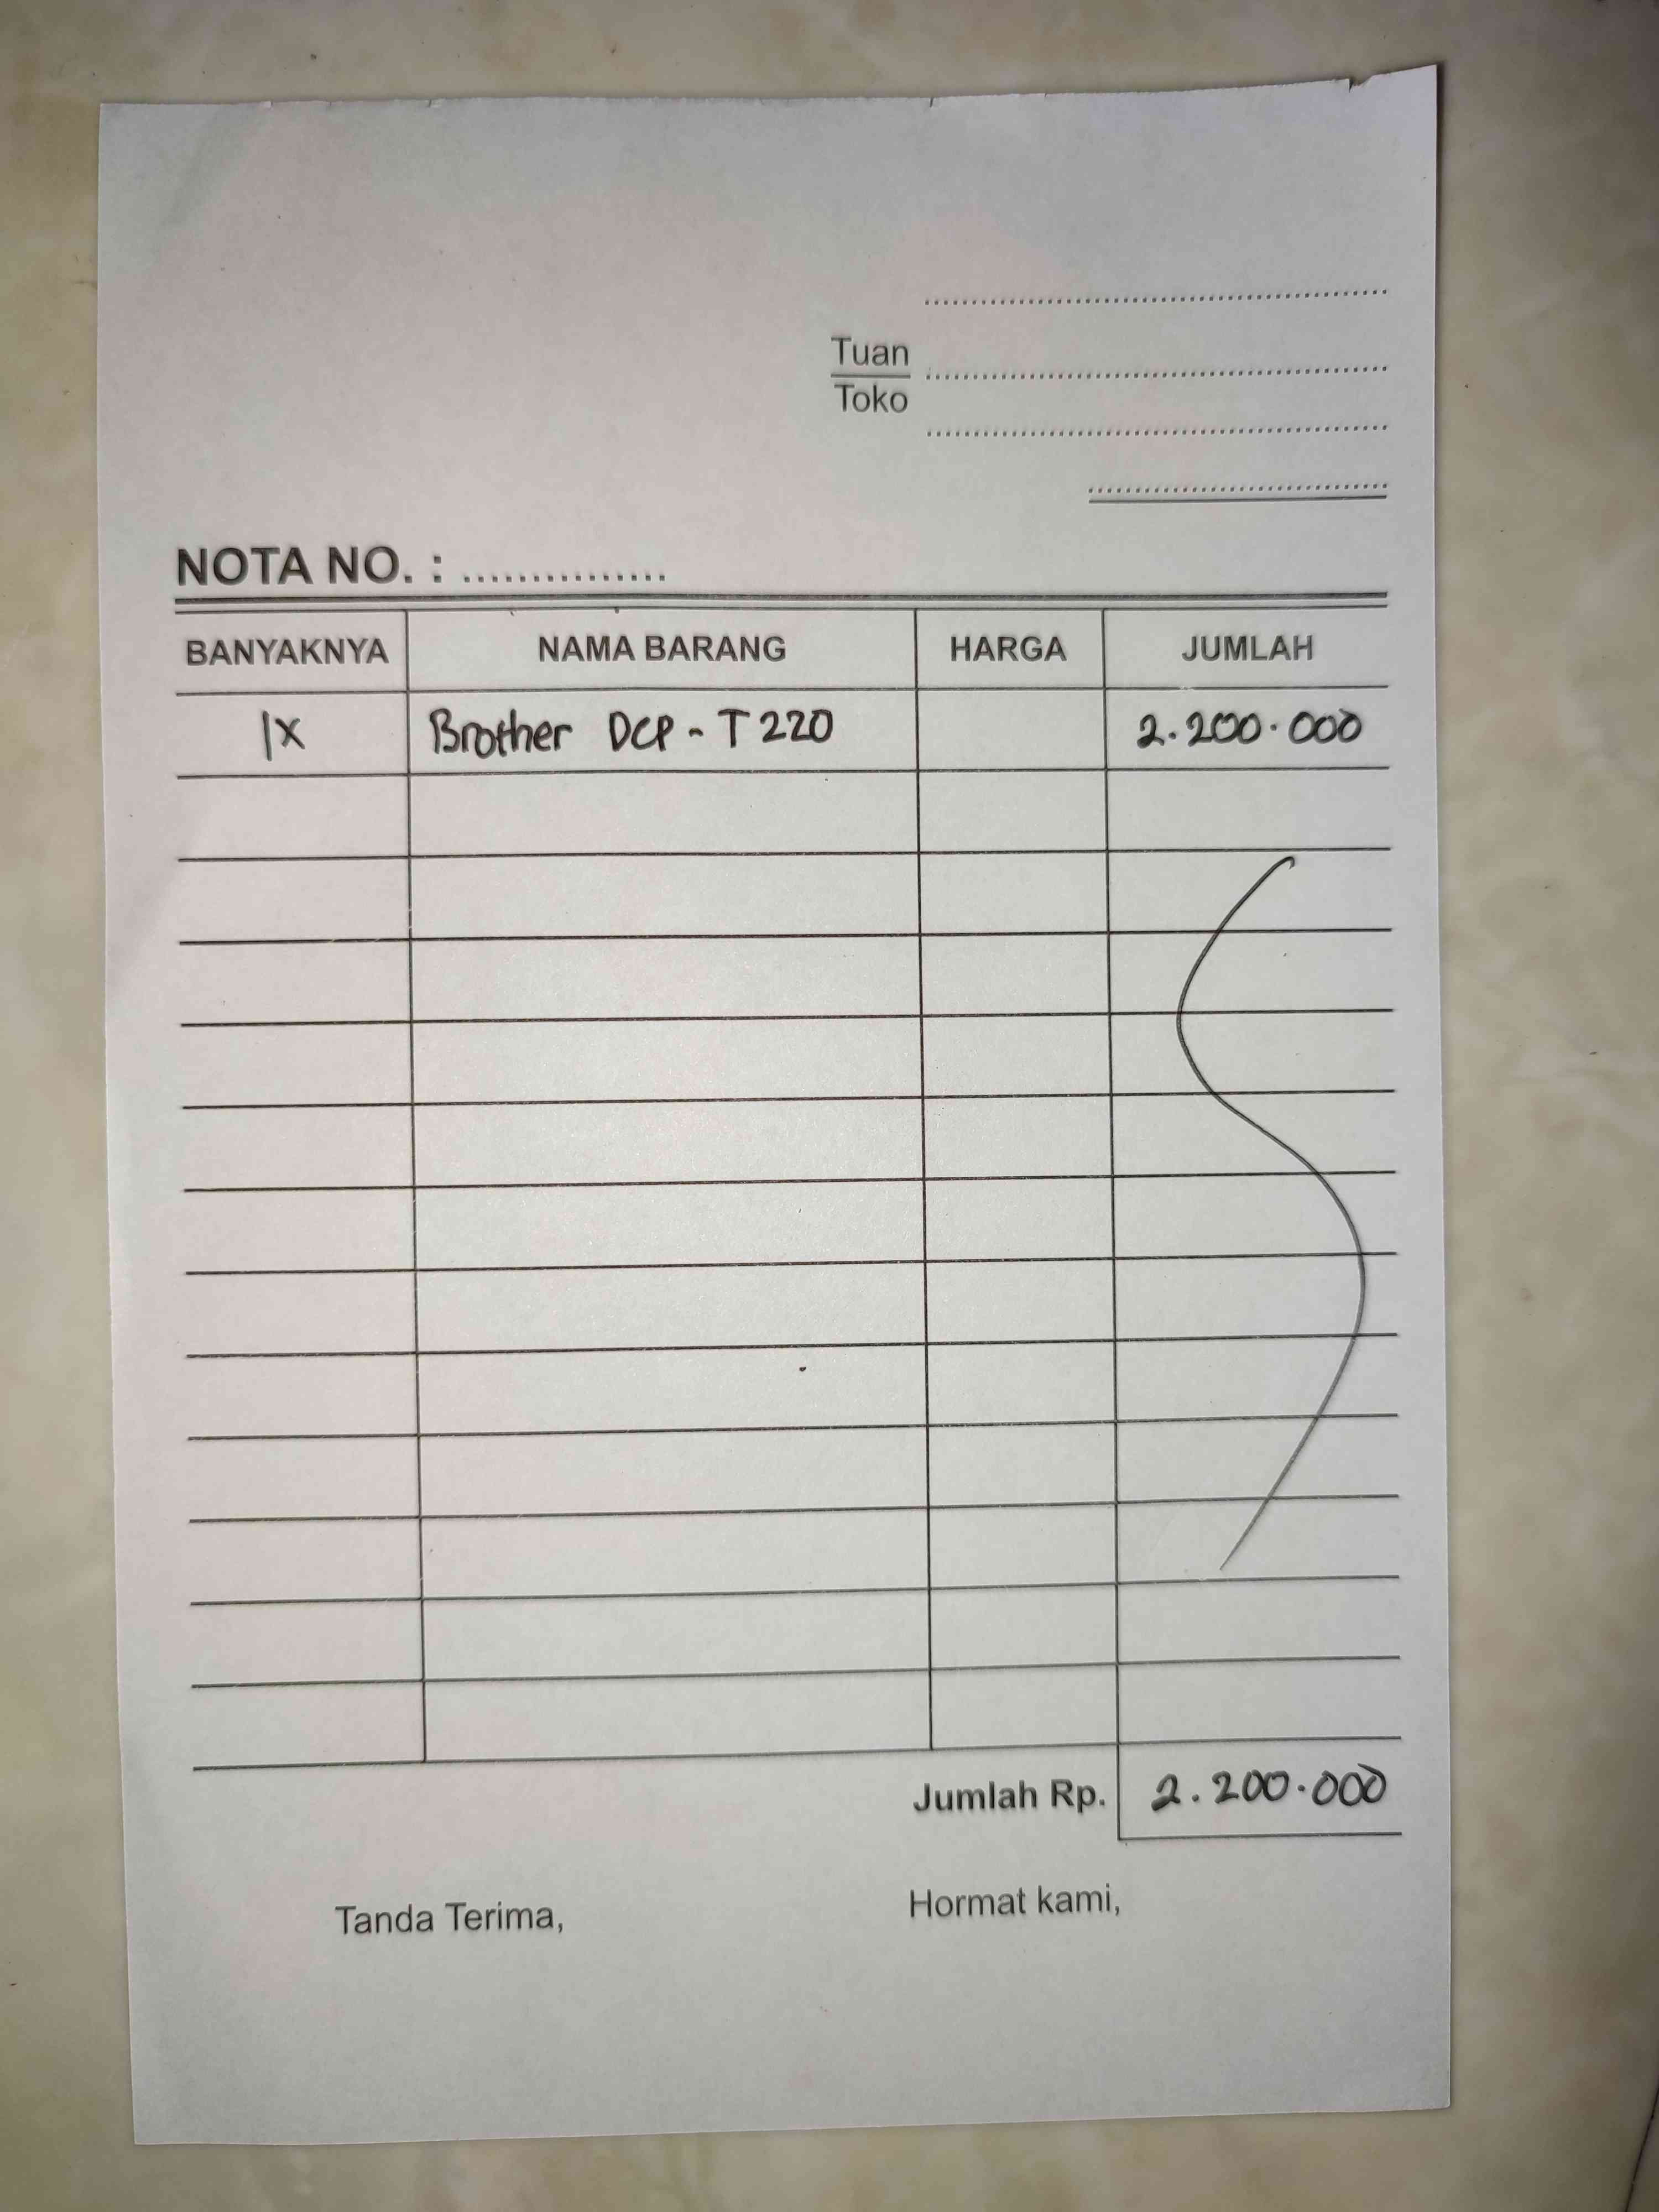 Tuan
Toko
NOTA NO. : ...............
BANYAKNYA NAMA BARANG HARGA JUMLAH
1x Brother DCP - T 220 2.200.000
Jumlah Rp. 2.200.000
Tanda Terima, Hormat kami,